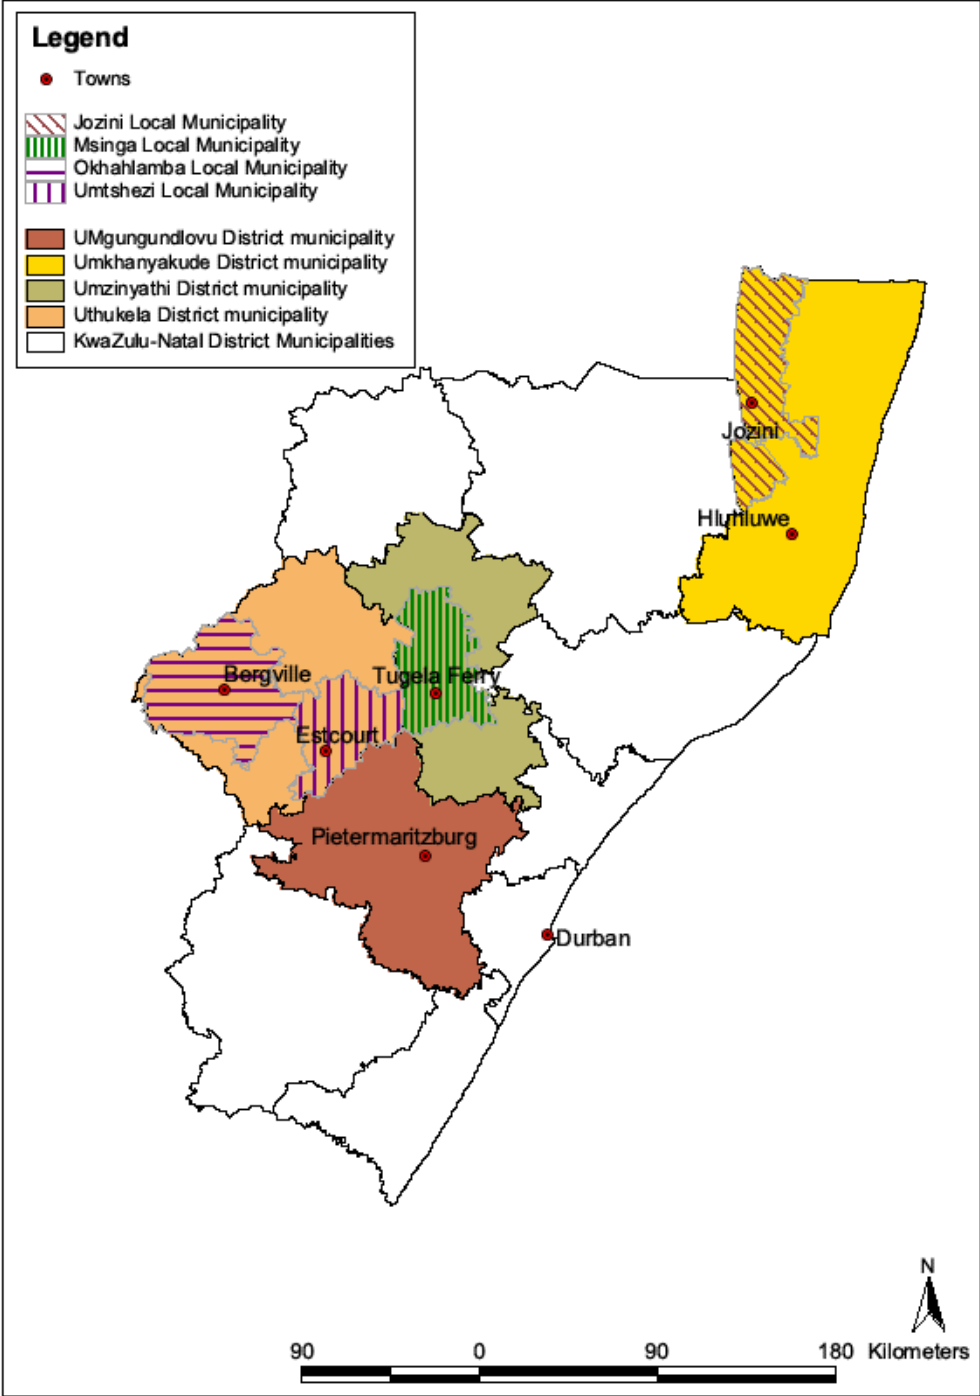 Legend
Towns
Jozini Local Municipality
Msinga Local Municipality
Okhahlamba Local Municipality
Umtshezi Local Municipality
UMgungundlovu District municipality
Umkhanyakude District municipality
Umzinyathi District municipality
Uthukela District municipality
KwaZulu-Natal District Municipalities
Jozini
Hluhluwe
Bergville
Tugela Ferry
Estcourt
Pietermaritzburg
Durban
N
90 0 90 180 Kilometers